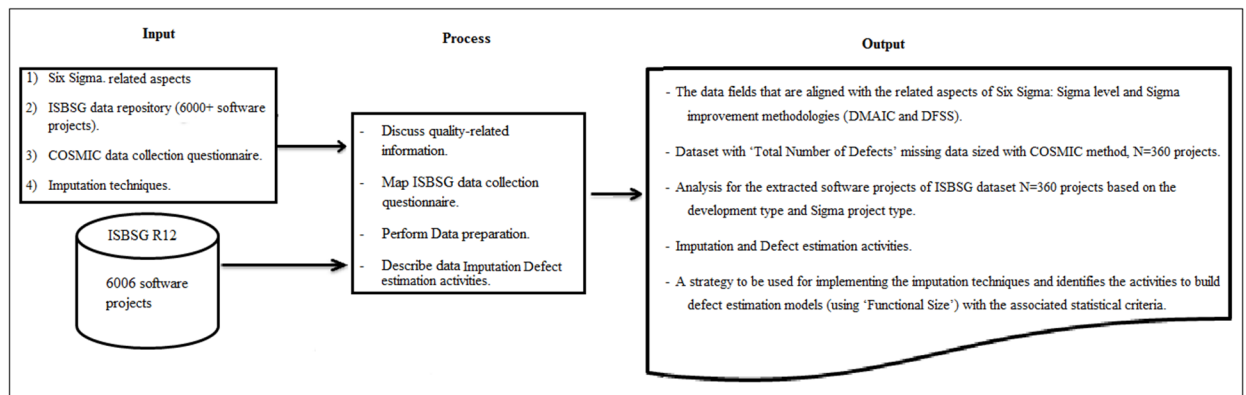 Input
Process
Output
1) Six Sigma. related aspects
2) ISBSG data repository (6000+ software
projects).
3) COSMIC data collection questionnaire.
4) Imputation techniques.
ISBSG R12
6006 software
projects
- Discuss quality-related
information.
- Map ISBSG data collection
questionnaire.
- Perform Data preparation.
- Describe data Imputation Defect
estimation activities.
- The data fields that are aligned with the related aspects of Six Sigma: Sigma level and Sigma
improvement methodologies (DMAIC and DFSS).
- Dataset with ‘Total Number of Defects’ missing data sized with COSMIC method, N=360 projects.
- Analysis for the extracted software projects of ISBSG dataset N=360 projects based on the
development type and Sigma project type.
- Imputation and Defect estimation activities.
- A strategy to be used for implementing the imputation techniques and identifies the activities to build
defect estimation models (using ‘Functional Size’) with the associated statistical criteria.